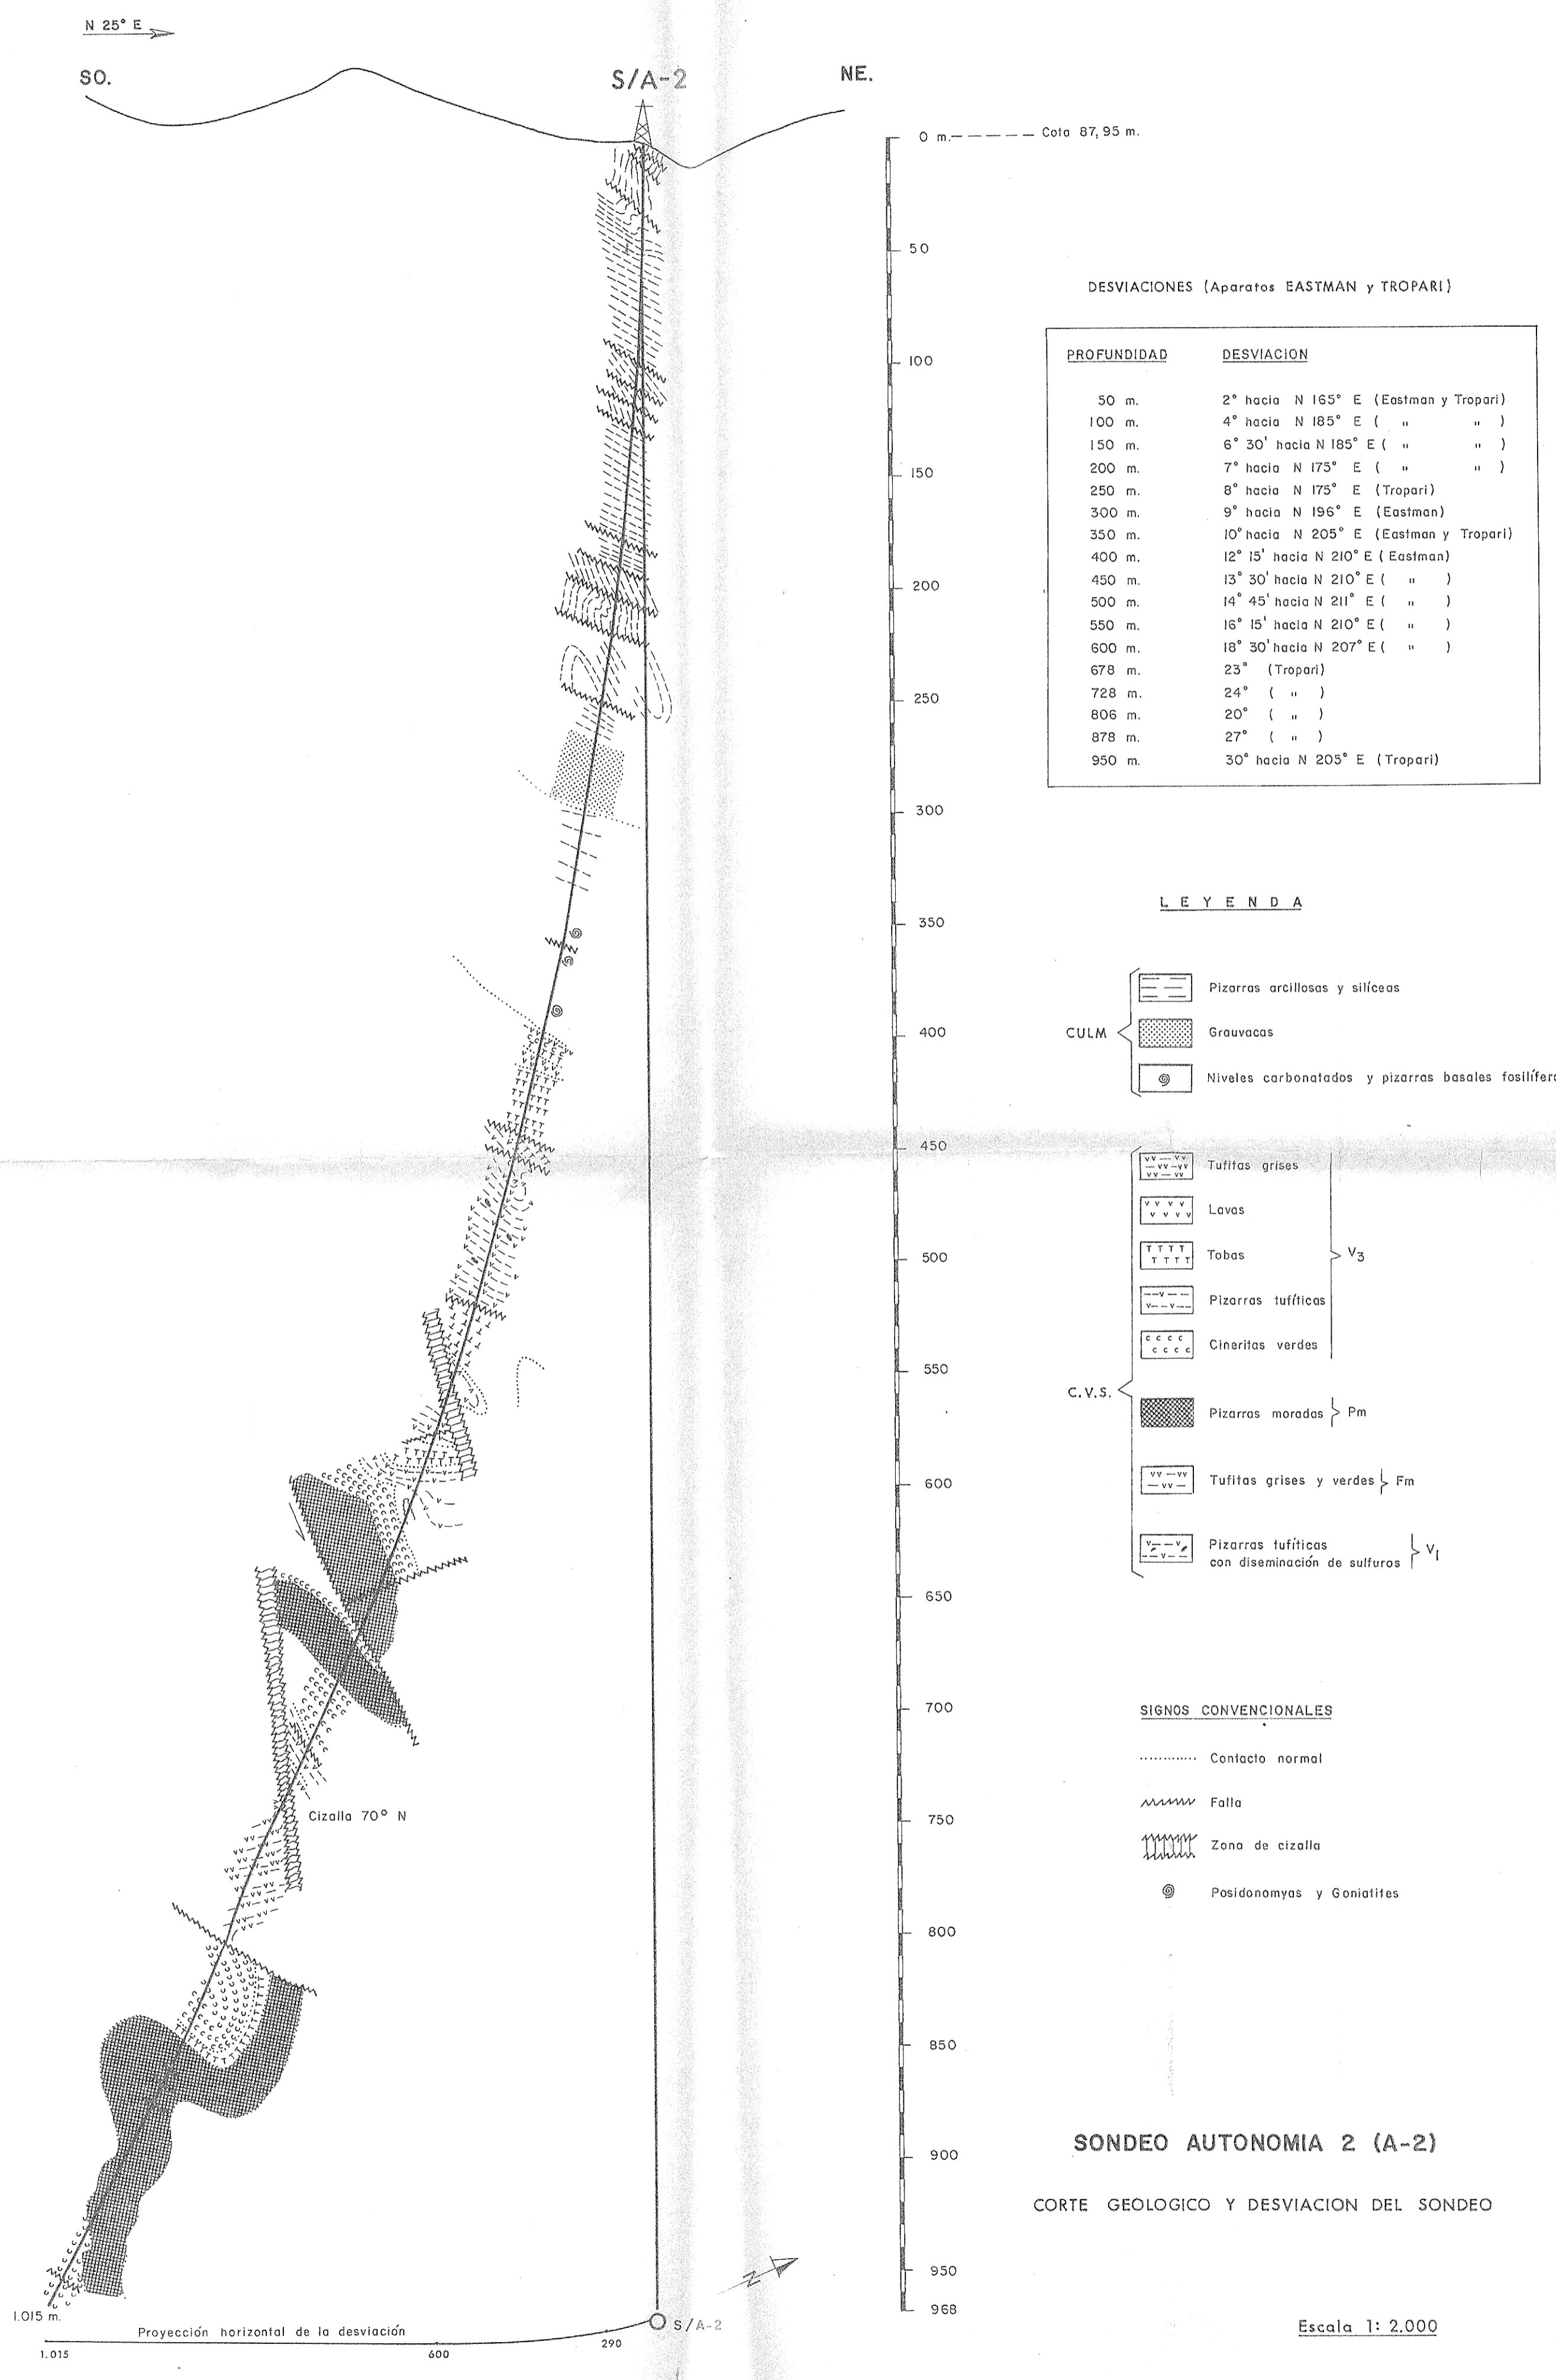 N 25° E
SO.
S/A-2
NE.
0 m.
Cota 87,95 m.
50
100
150
200
250
300
350
400
450
500
550
600
650
700
750
800
850
900
950
968
DESVIACIONES (Aparatos EASTMAN y TROPARI)
PROFUNDIDAD DESVIACION
50 m. 2° hacia N 165° E (Eastman y Tropari)
100 m. 4° hacia N 185° E ( " " )
150 m. 6° 30' hacia N 185° E ( " " )
200 m. 7° hacia N 175° E ( " " )
250 m. 8° hacia N 175° E (Tropari)
300 m. 9° hacia N 196° E (Eastman)
350 m. 10° hacia N 205° E (Eastman y Tropari)
400 m. 12° 15' hacia N 210° E (Eastman)
450 m. 13° 30' hacia N 210° E ( " )
500 m. 14° 45' hacia N 211° E ( " )
550 m. 16° 15' hacia N 210° E ( " )
600 m. 18° 30' hacia N 207° E ( " )
678 m. 23° (Tropari)
728 m. 24° ( " )
806 m. 20° ( " )
878 m. 27° ( " )
950 m. 30° hacia N 205° E (Tropari)
LEYENDA
CULM
Pizarras arcillosas y silíceas
Grauvacas
Niveles carbonatados y pizarras basales fosilífer
C.V.S.
Tufitas grises
Lavas
Tobas
V3
Pizarras tufíticas
Cineritas verdes
Pizarras moradas Pm
Tufitas grises y verdes Fm
Pizarras tufíticas
con diseminación de sulfuros
V1
SIGNOS CONVENCIONALES
Contacto normal
Falla
Zona de cizalla
Posidonomyas y Goniatites
Cizalla 70° N
SONDEO AUTONOMIA 2 (A-2)
CORTE GEOLOGICO Y DESVIACION DEL SONDEO
Escala 1: 2.000
1.015 m.
Proyección horizontal de la desviación
N
S/A-2
1.015
600
290